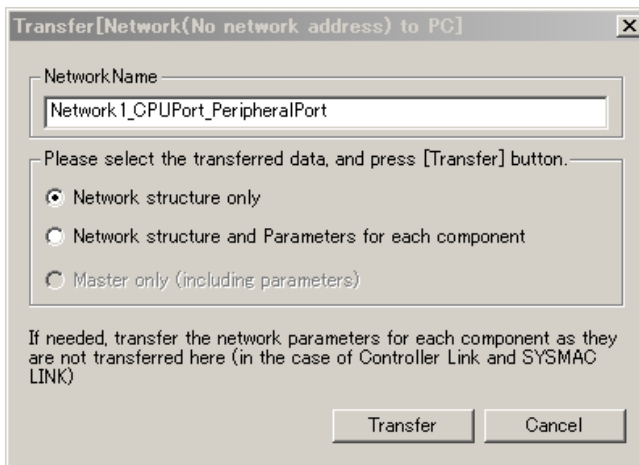 Transfer[Network(No network address) to PC]
NetworkName
Network1_CPUPort_PeripheralPort
Please select the transferred data, and press [Transfer] button.
Network structure only
Network structure and Parameters for each component
Master only (including parameters)
If needed, transfer the network parameters for each component as they
are not transferred here (in the case of Controller Link and SYSMAC
LINK)
Transfer
Cancel